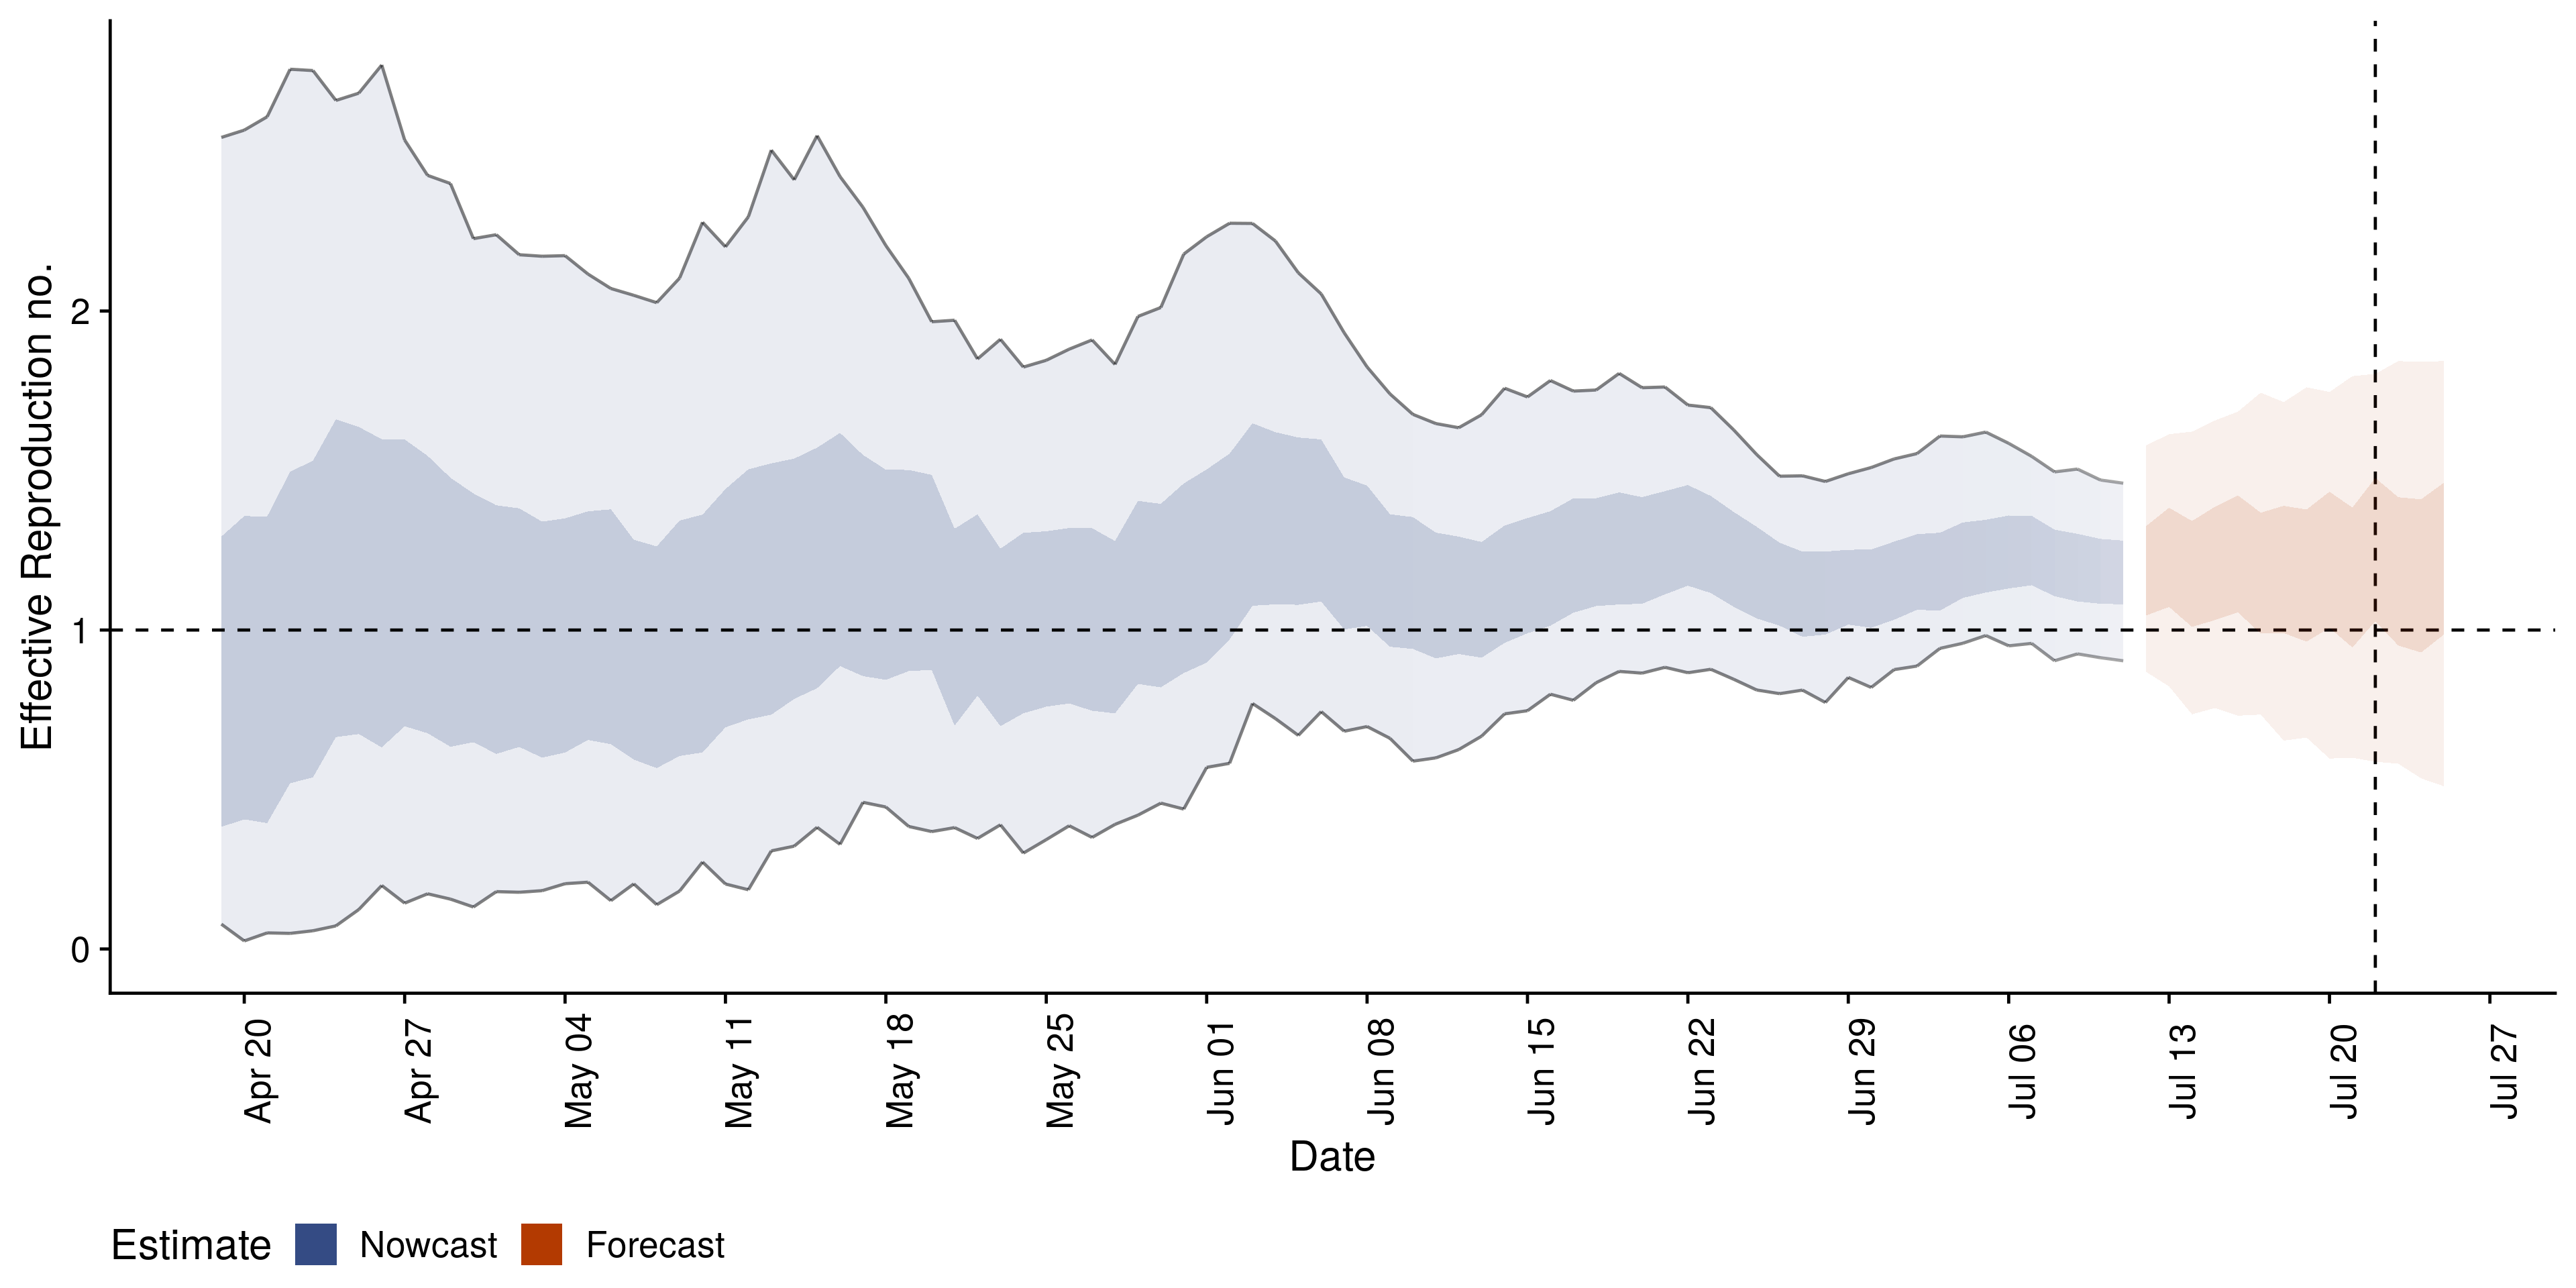 Effective Reproduction no.
2
1
0
Apr 20
Apr 27
May 04
May 11
May 18
May 25
Jun 01
Jun 08
Jun 15
Jun 22
Jun 29
Jul 06
Jul 13
Jul 20
Jul 27
Date
Estimate Nowcast Forecast